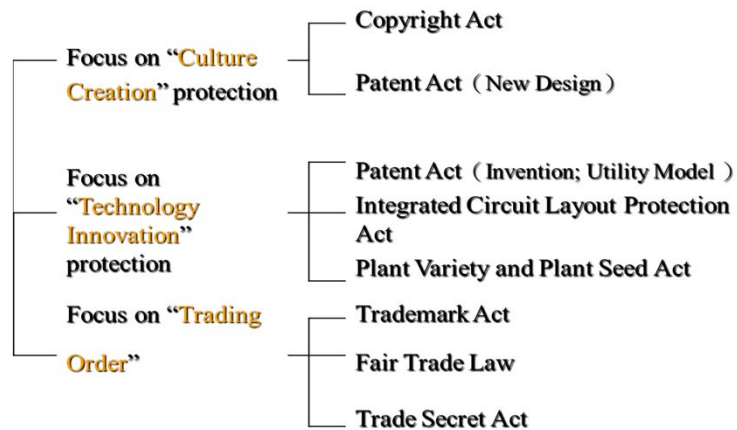 Copyright Act
Focus on “Culture
Creation” protection
Patent Act（New Design）
Patent Act（Invention; Utility Model ）
Focus on
“Technology
Innovation”
protection
Integrated Circuit Layout Protection
Act
Plant Variety and Plant Seed Act
Focus on “Trading
Order”
Trademark Act
Fair Trade Law
Trade Secret Act